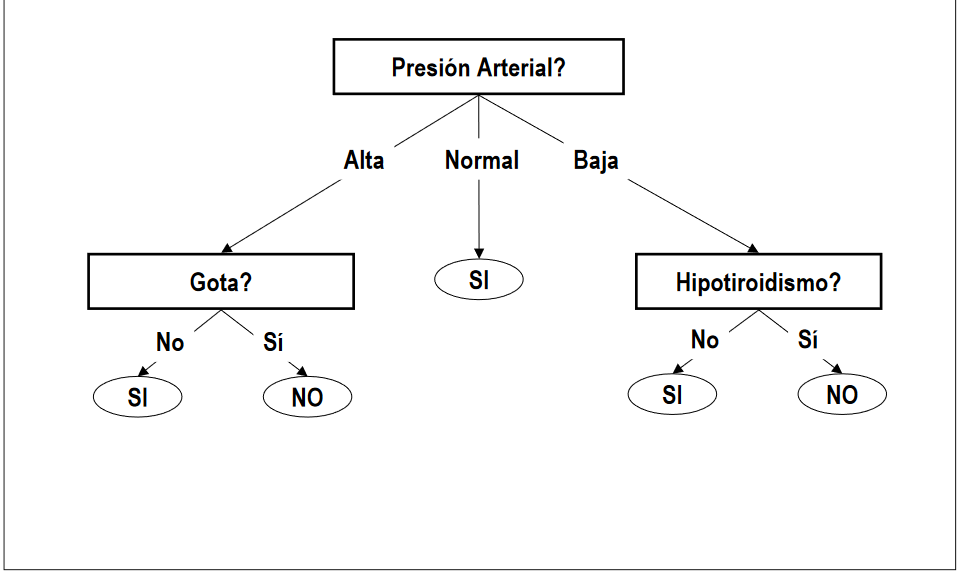 Presión Arterial?
Alta Normal Baja
Gota? SI Hipotiroidismo?
No Sí No Sí
SI NO SI NO